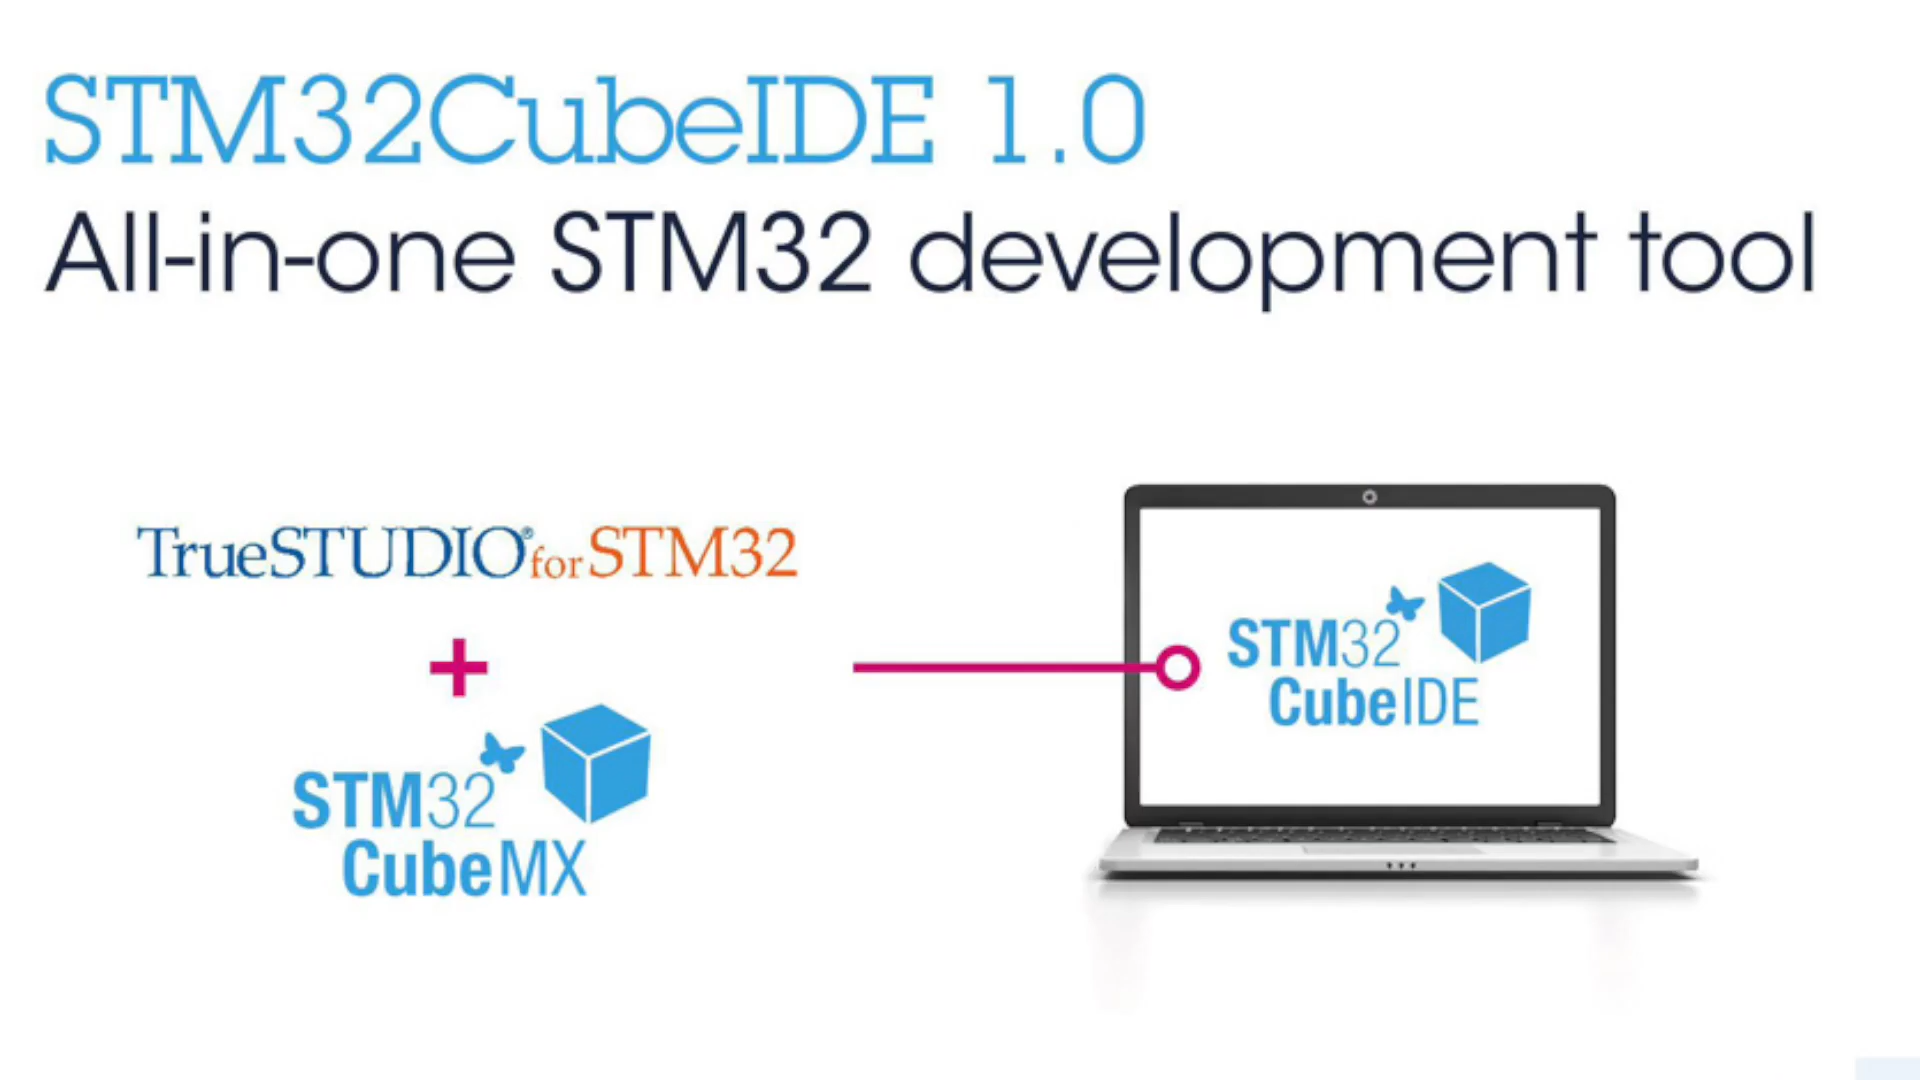 STM32CubeIDE 1.0
All-in-one STM32 development tool
TrueSTUDIO® for STM32
+
STM32
CubeMX
STM32
CubeIDE